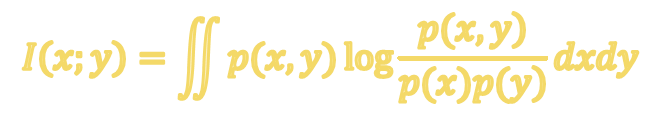 I(x; y) = ∬ p(x, y) log p(x, y) / p(x)p(y) dxdy